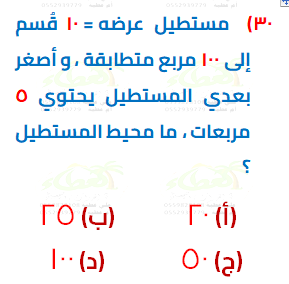 ٣٠) مستطيل عرضه = ١٠ قُسم
إلى ١٠٠ مربع متطابقة ، و أصغر
بعدي المستطيل يحتوي ٥
مربعات ، ما محيط المستطيل
؟
(أ) ٢٠ (ب) ٢٥
(ج) ٥٠ (د) ١٠٠